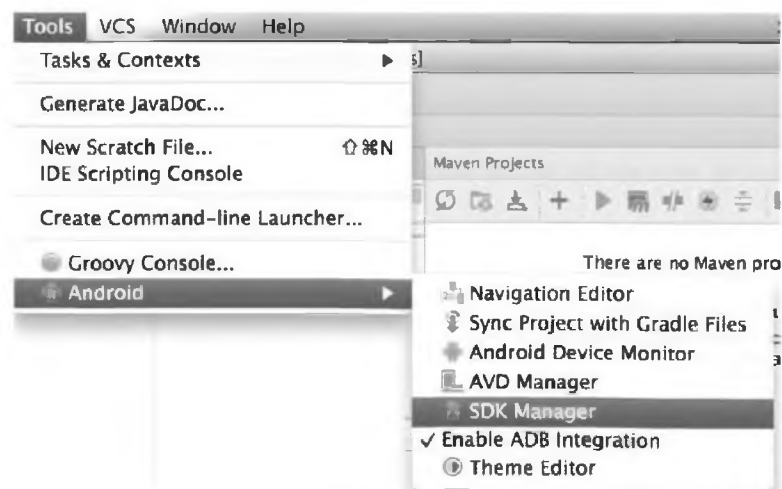 Tools VCS Window Help
Tasks & Contexts
Generate JavaDoc...
New Scratch File... ⇧⌘N
IDE Scripting Console
Create Command-line Launcher...
Groovy Console...
Android
s]
Maven Projects
There are no Maven pro
Navigation Editor
Sync Project with Gradle Files
Android Device Monitor
AVD Manager
SDK Manager
✓ Enable ADB Integration
Theme Editor